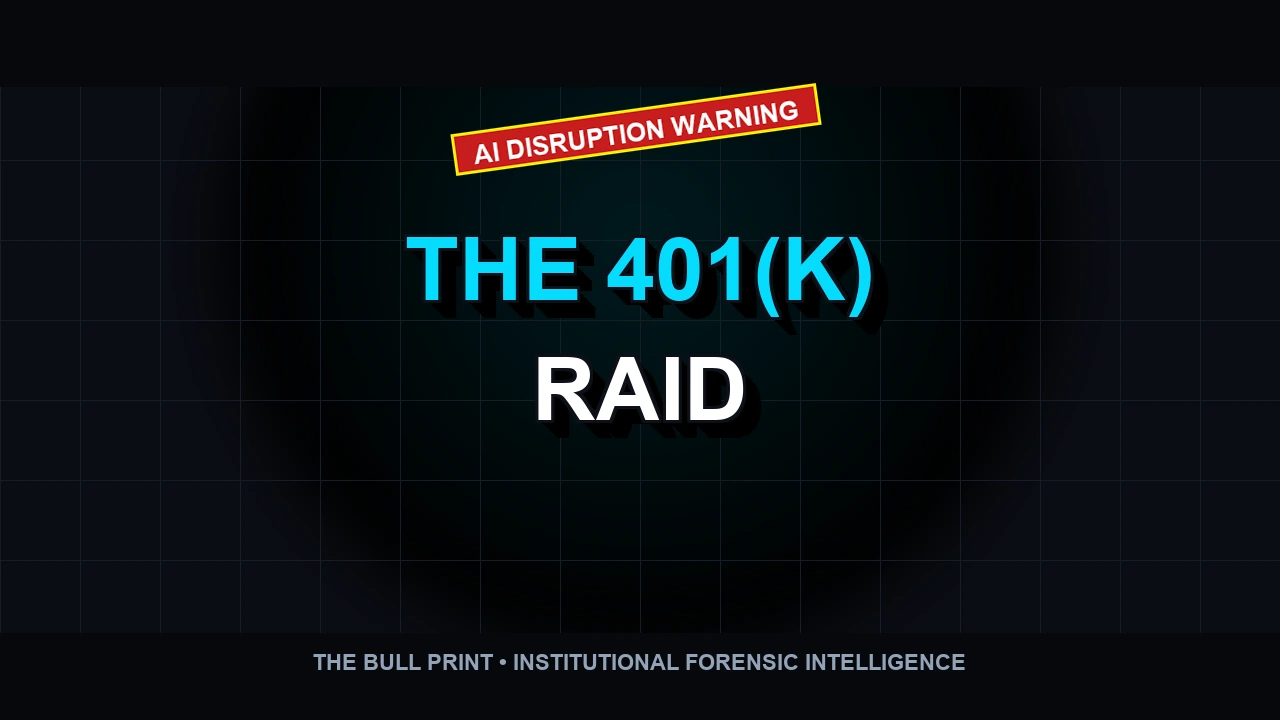 AI DISRUPTION WARNING
THE 401(K)
RAID
THE BULL PRINT • INSTITUTIONAL FORENSIC INTELLIGENCE